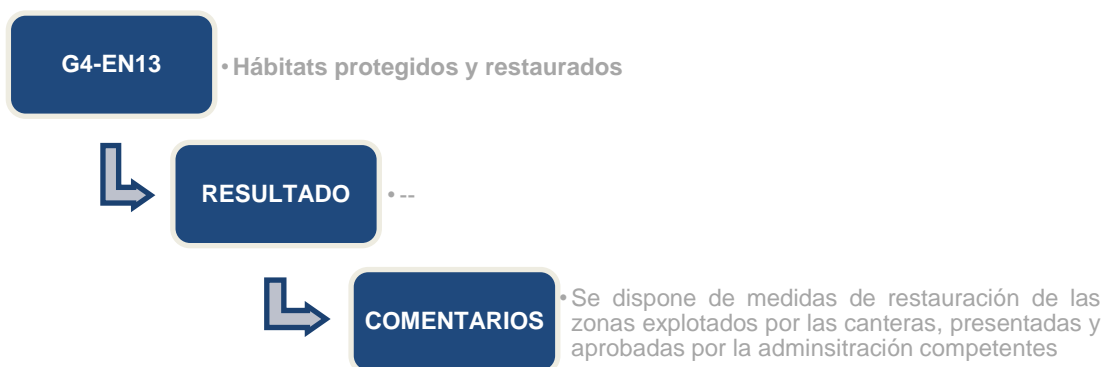 G4-EN13
• Hábitats protegidos y restaurados
RESULTADO
• --
COMENTARIOS
• Se dispone de medidas de restauración de las
zonas explotados por las canteras, presentadas y
aprobadas por la adminsitración competentes